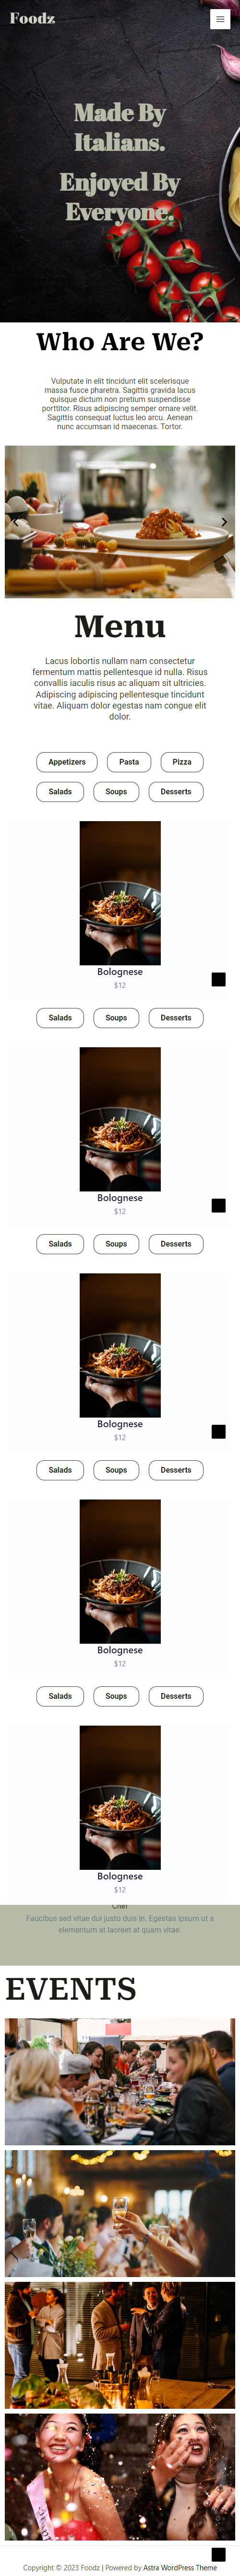 Foodz
Made By
Italians.
Enjoyed By
Everyone.
Who Are We?
Vulputate in elit tincidunt elit scelerisque
massa fusce pharetra. Sagittis gravida lacus
quisque dictum non pretium suspendisse
porttitor. Risus adipiscing semper ornare velit.
Sagittis consequat luctus leo arcu. Aenean
nunc accumsan id maecenas. Tortor.
Menu
Lacus lobortis nullam nam consectetur
fermentum mattis pellentesque id nulla. Risus
convallis iaculis risus ac aliquam sit ultricies.
Adipiscing adipiscing pellentesque tincidunt
vitae. Aliquam dolor egestas nam congue elit
dolor.
Appetizers Pasta Pizza
Salads Soups Desserts
Bolognese
$12
Salads Soups Desserts
Bolognese
$12
Salads Soups Desserts
Bolognese
$12
Salads Soups Desserts
Bolognese
$12
Salads Soups Desserts
Bolognese
$12
Chef
Faucibus sed vitae dui justo duis in. Egestas ipsum ut a
elementum at laoreet at quam vitae.
EVENTS
Copyright © 2023 Foodz | Powered by Astra WordPress Theme